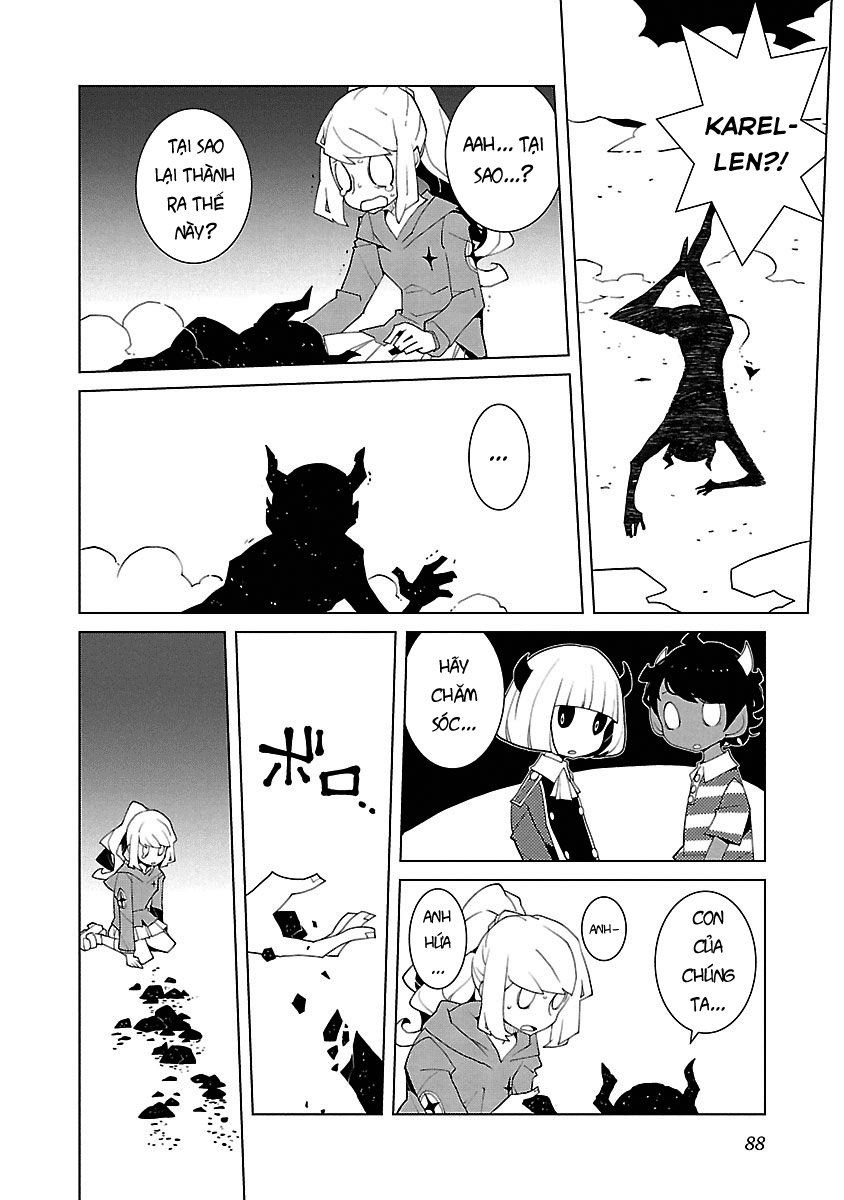 KAREL-
LEN?!
AAH... TẠI
SAO...?
TẠI SAO
LẠI THÀNH
RA THẾ
NÀY?
...
HÃY
CHĂM
SÓC...
CON
CỦA
CHÚNG
TA...
ANH-
ANH
HỨA
...
ボロ..
88